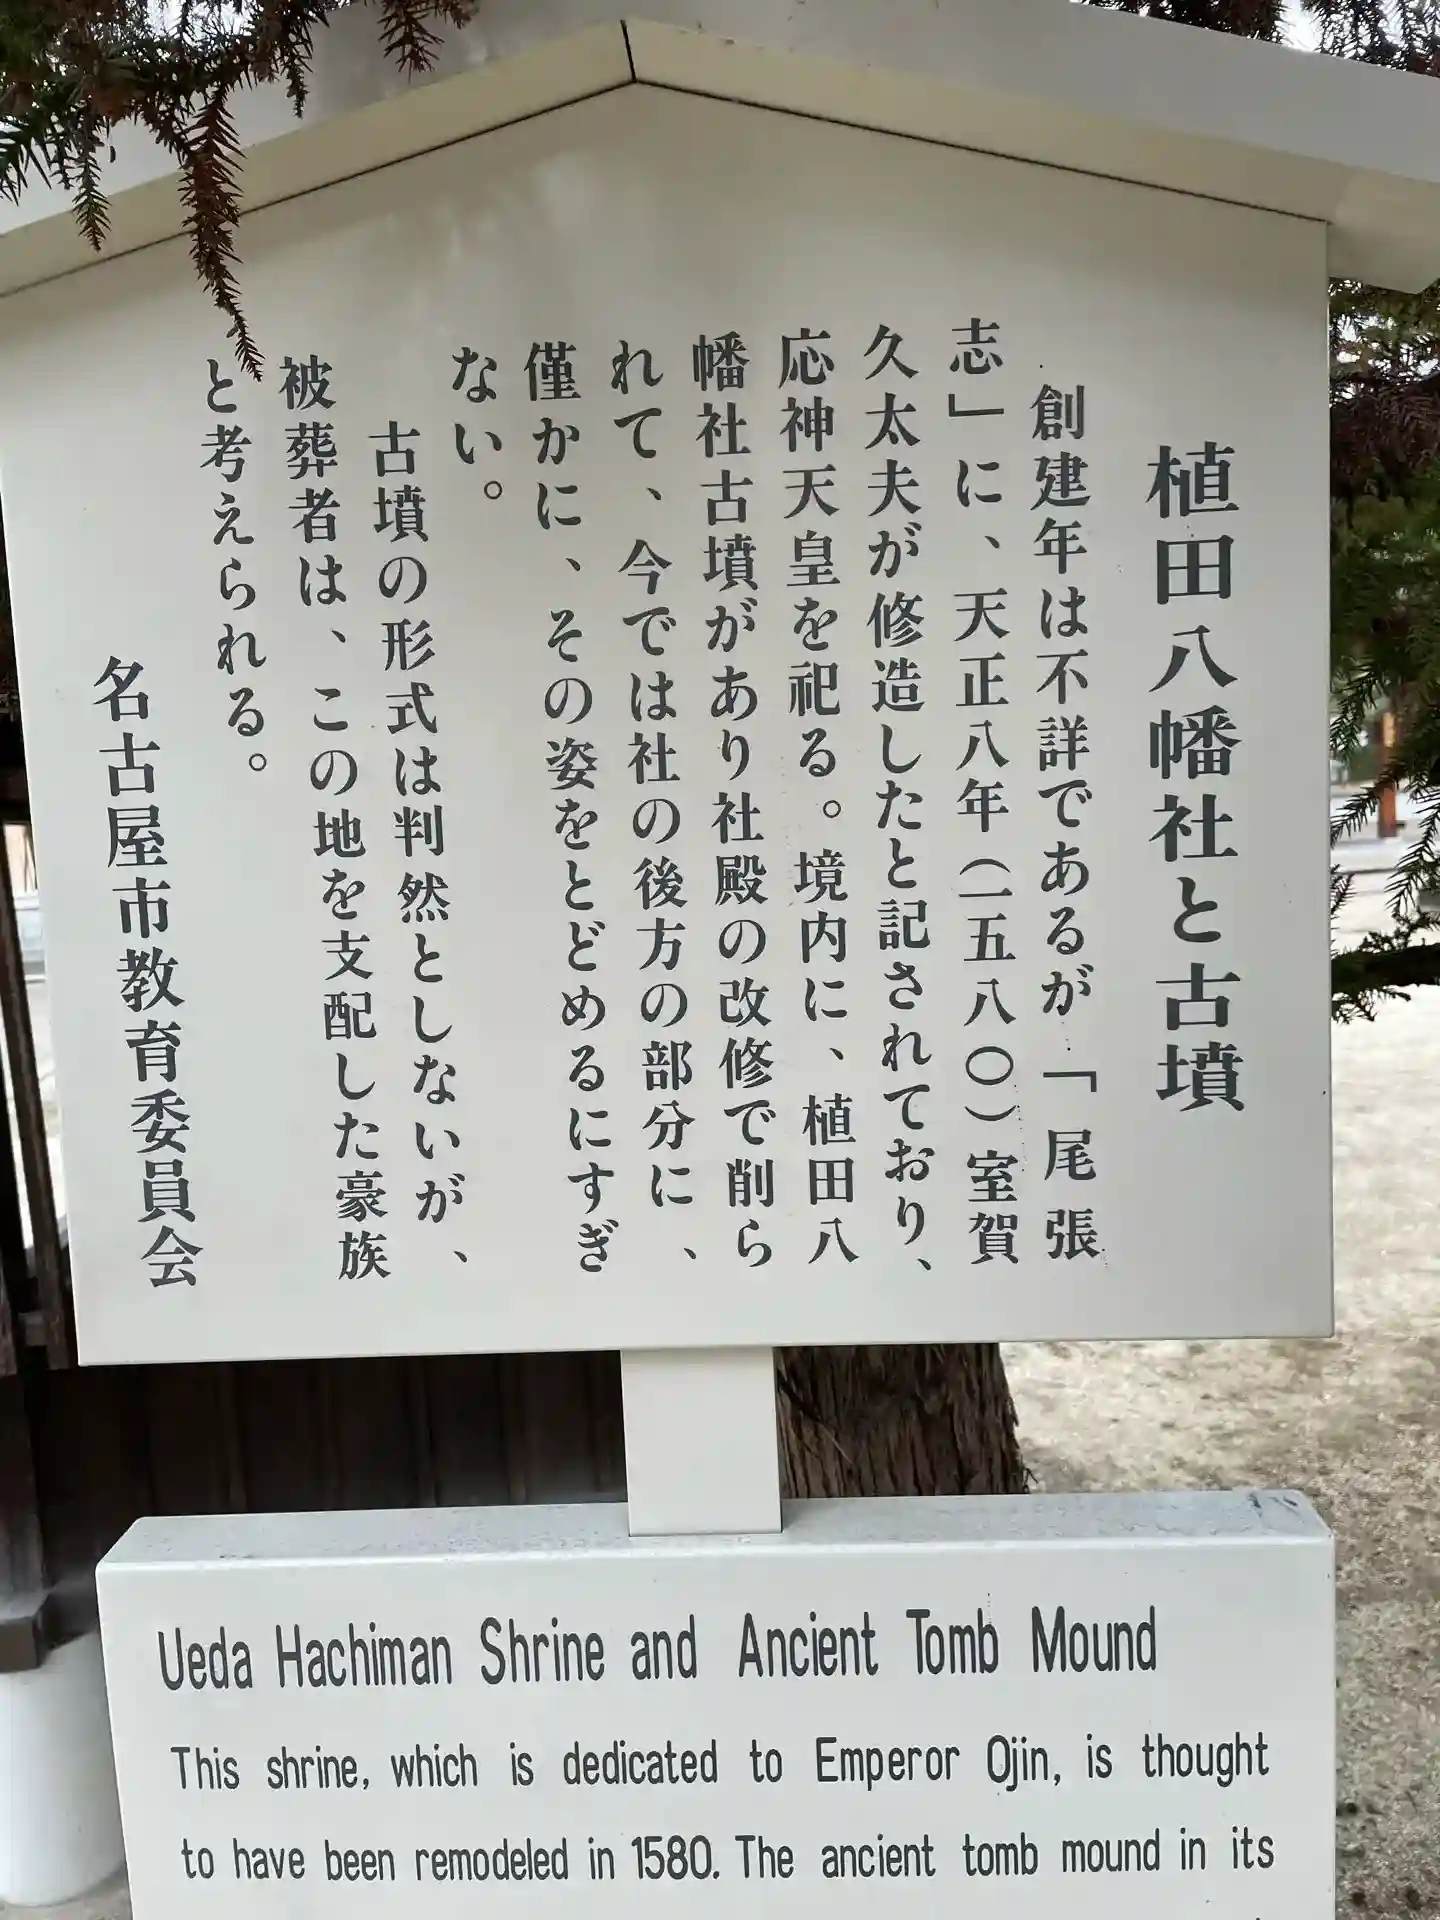 植田八幡社と古墳
創建年は不詳であるが「尾張
志」に、天正八年（一五八〇）室賀
久太夫が修造したと記されており、
応神天皇を祀る。境内に、植田八
幡社古墳があり社殿の改修で削ら
れて、今では社の後方の部分に、
僅かに、その姿をとどめるにすぎ
ない。
古墳の形式は判然としないが、
被葬者は、この地を支配した豪族
と考えられる。
名古屋市教育委員会
Ueda Hachiman Shrine and Ancient Tomb Mound
This shrine, which is dedicated to Emperor Ojin, is thought
to have been remodeled in 1580. The ancient tomb mound in its